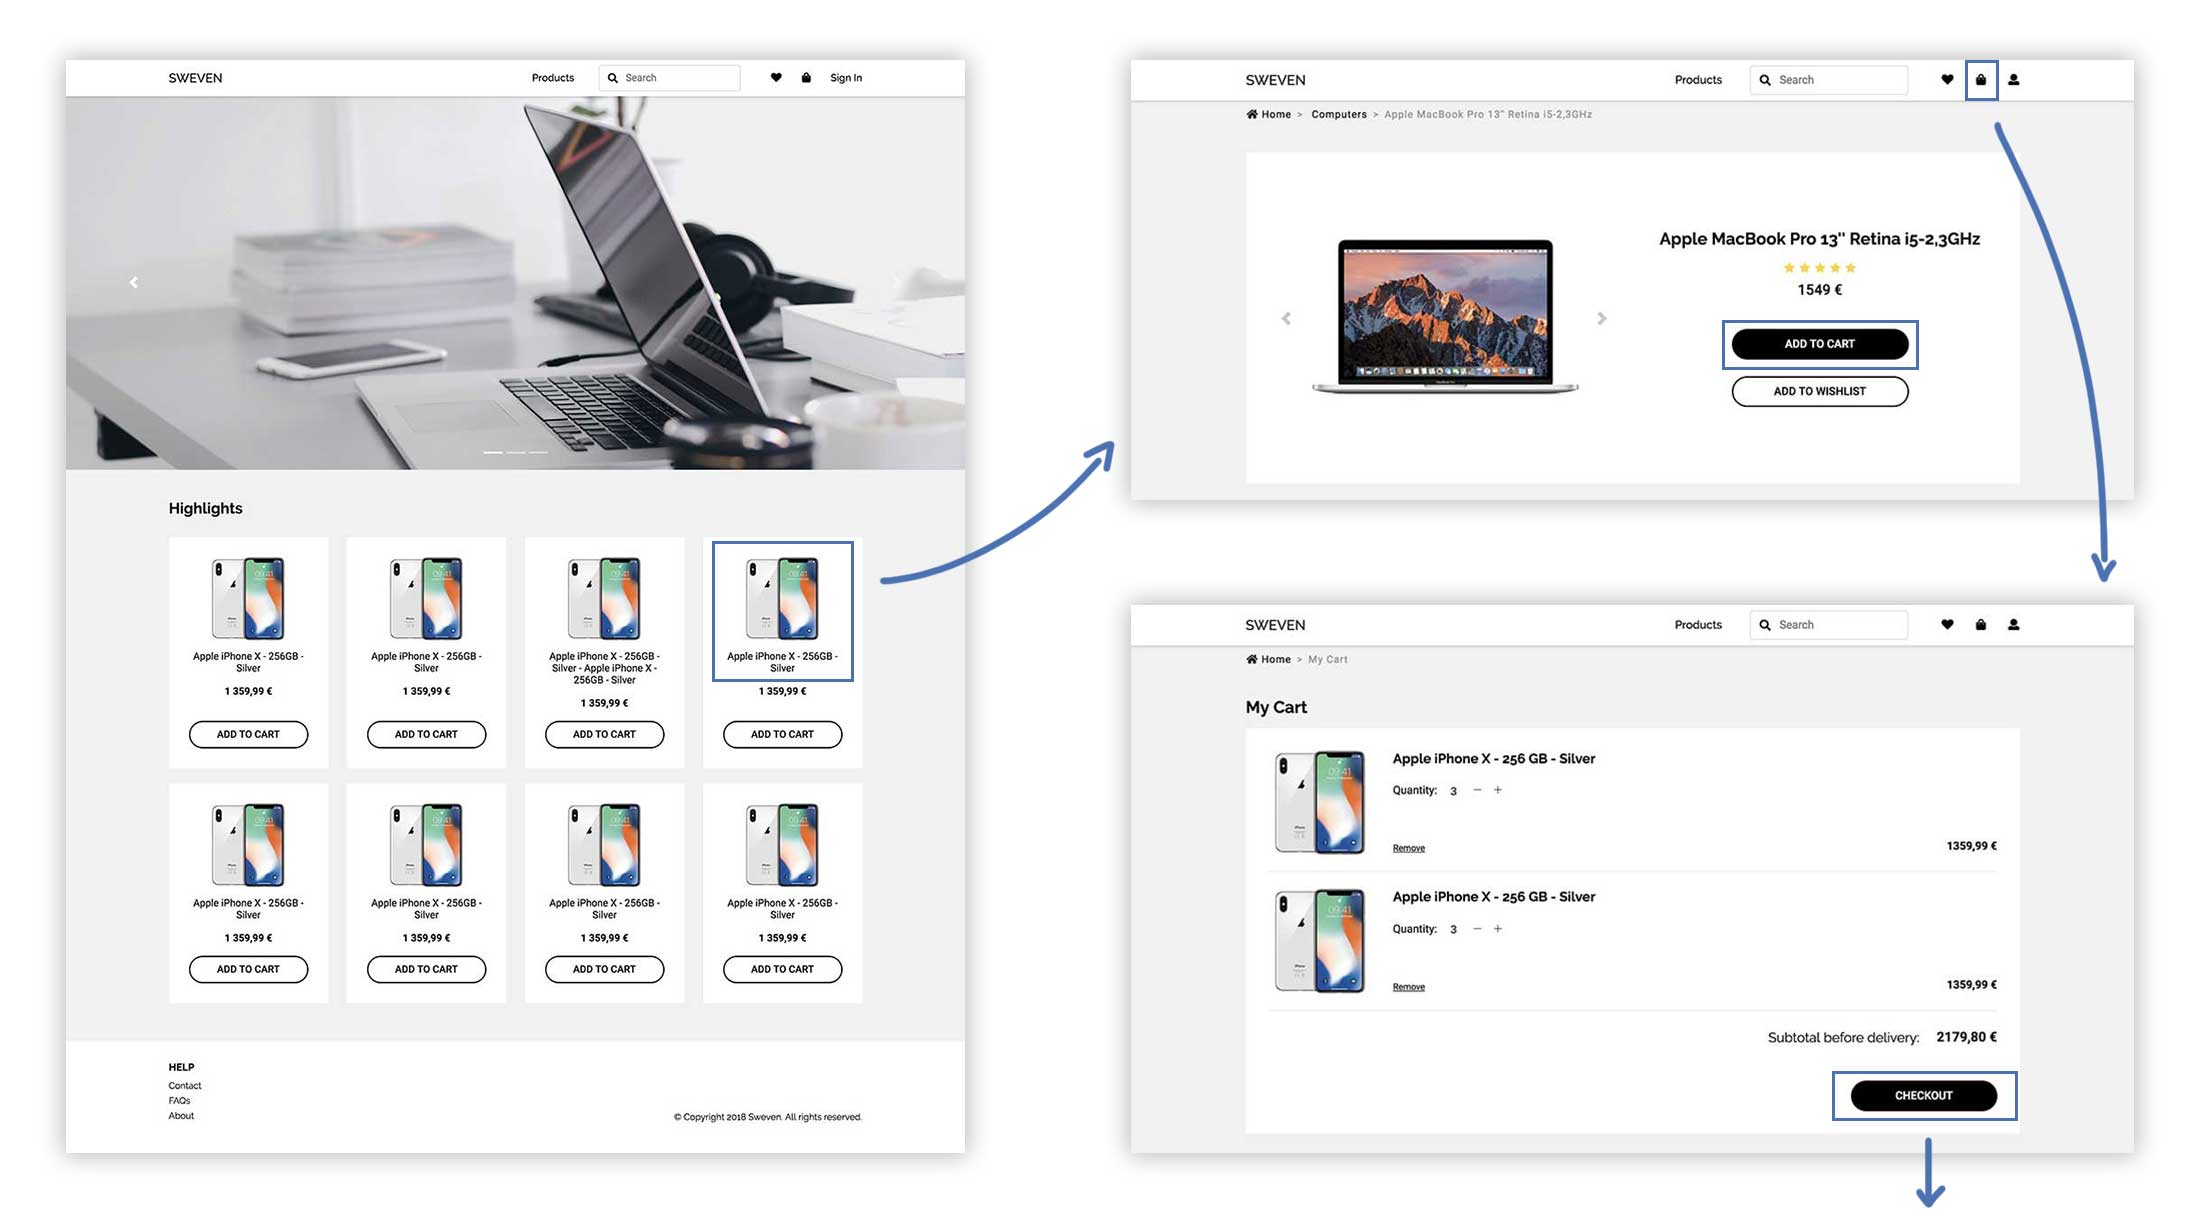 SWEVEN
Products
Search
Sign In
Highlights
Apple iPhone X - 256GB -
Silver
1 359,99 €
ADD TO CART
Apple iPhone X - 256GB -
Silver
1 359,99 €
ADD TO CART
Apple iPhone X - 256GB -
Silver - Apple iPhone X -
256GB - Silver
1 359,99 €
ADD TO CART
Apple iPhone X - 256GB -
Silver
1 359,99 €
ADD TO CART
Apple iPhone X - 256GB -
Silver
1 359,99 €
ADD TO CART
Apple iPhone X - 256GB -
Silver
1 359,99 €
ADD TO CART
Apple iPhone X - 256GB -
Silver
1 359,99 €
ADD TO CART
Apple iPhone X - 256GB -
Silver
1 359,99 €
ADD TO CART
HELP
Contact
FAQs
About
© Copyright 2018 Sweven. All rights reserved.
SWEVEN
Products
Search
Home > Computers > Apple MacBook Pro 13" Retina i5-2,3GHz
Apple MacBook Pro 13" Retina i5-2,3GHz
1549 €
ADD TO CART
ADD TO WISHLIST
SWEVEN
Products
Search
Home > My Cart
My Cart
Apple iPhone X - 256 GB - Silver
Quantity: 3 − +
Remove
1359,99 €
Apple iPhone X - 256 GB - Silver
Quantity: 3 − +
Remove
1359,99 €
Subtotal before delivery: 2179,80 €
CHECKOUT